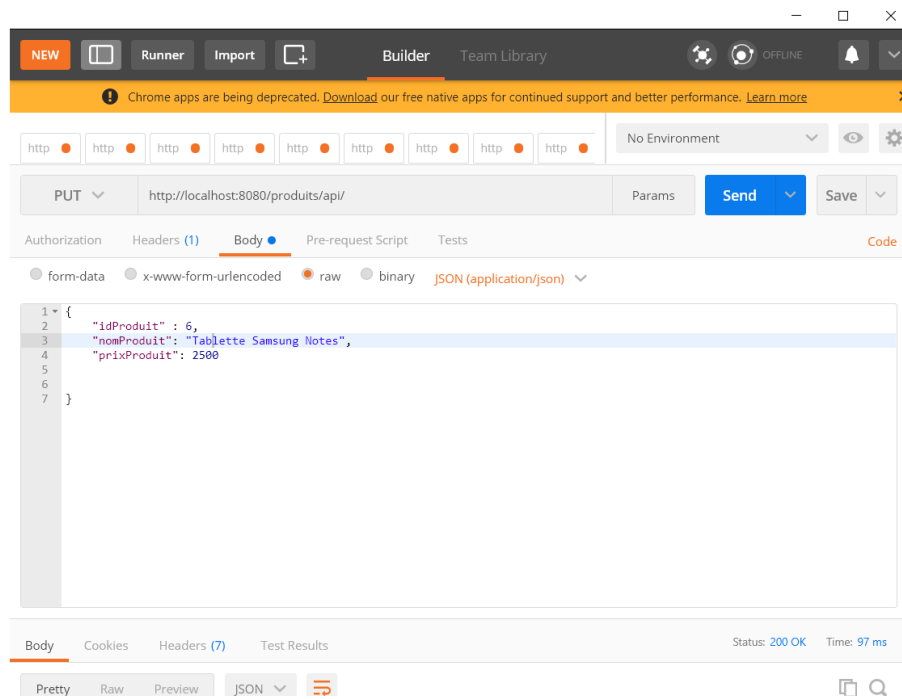 NEW Runner Import Builder Team Library OFFLINE
Chrome apps are being deprecated. Download our free native apps for continued support and better performance. Learn more
http http http http http http http http http No Environment
PUT http://localhost:8080/produits/api/ Params Send Save
Authorization Headers (1) Body Pre-request Script Tests Code
form-data x-www-form-urlencoded raw binary JSON (application/json)
1 {
2 "idProduit" : 6,
3 "nomProduit": "Tablette Samsung Notes",
4 "prixProduit": 2500
5
6
7 }
Body Cookies Headers (7) Test Results Status: 200 OK Time: 97 ms
Pretty Raw Preview JSON